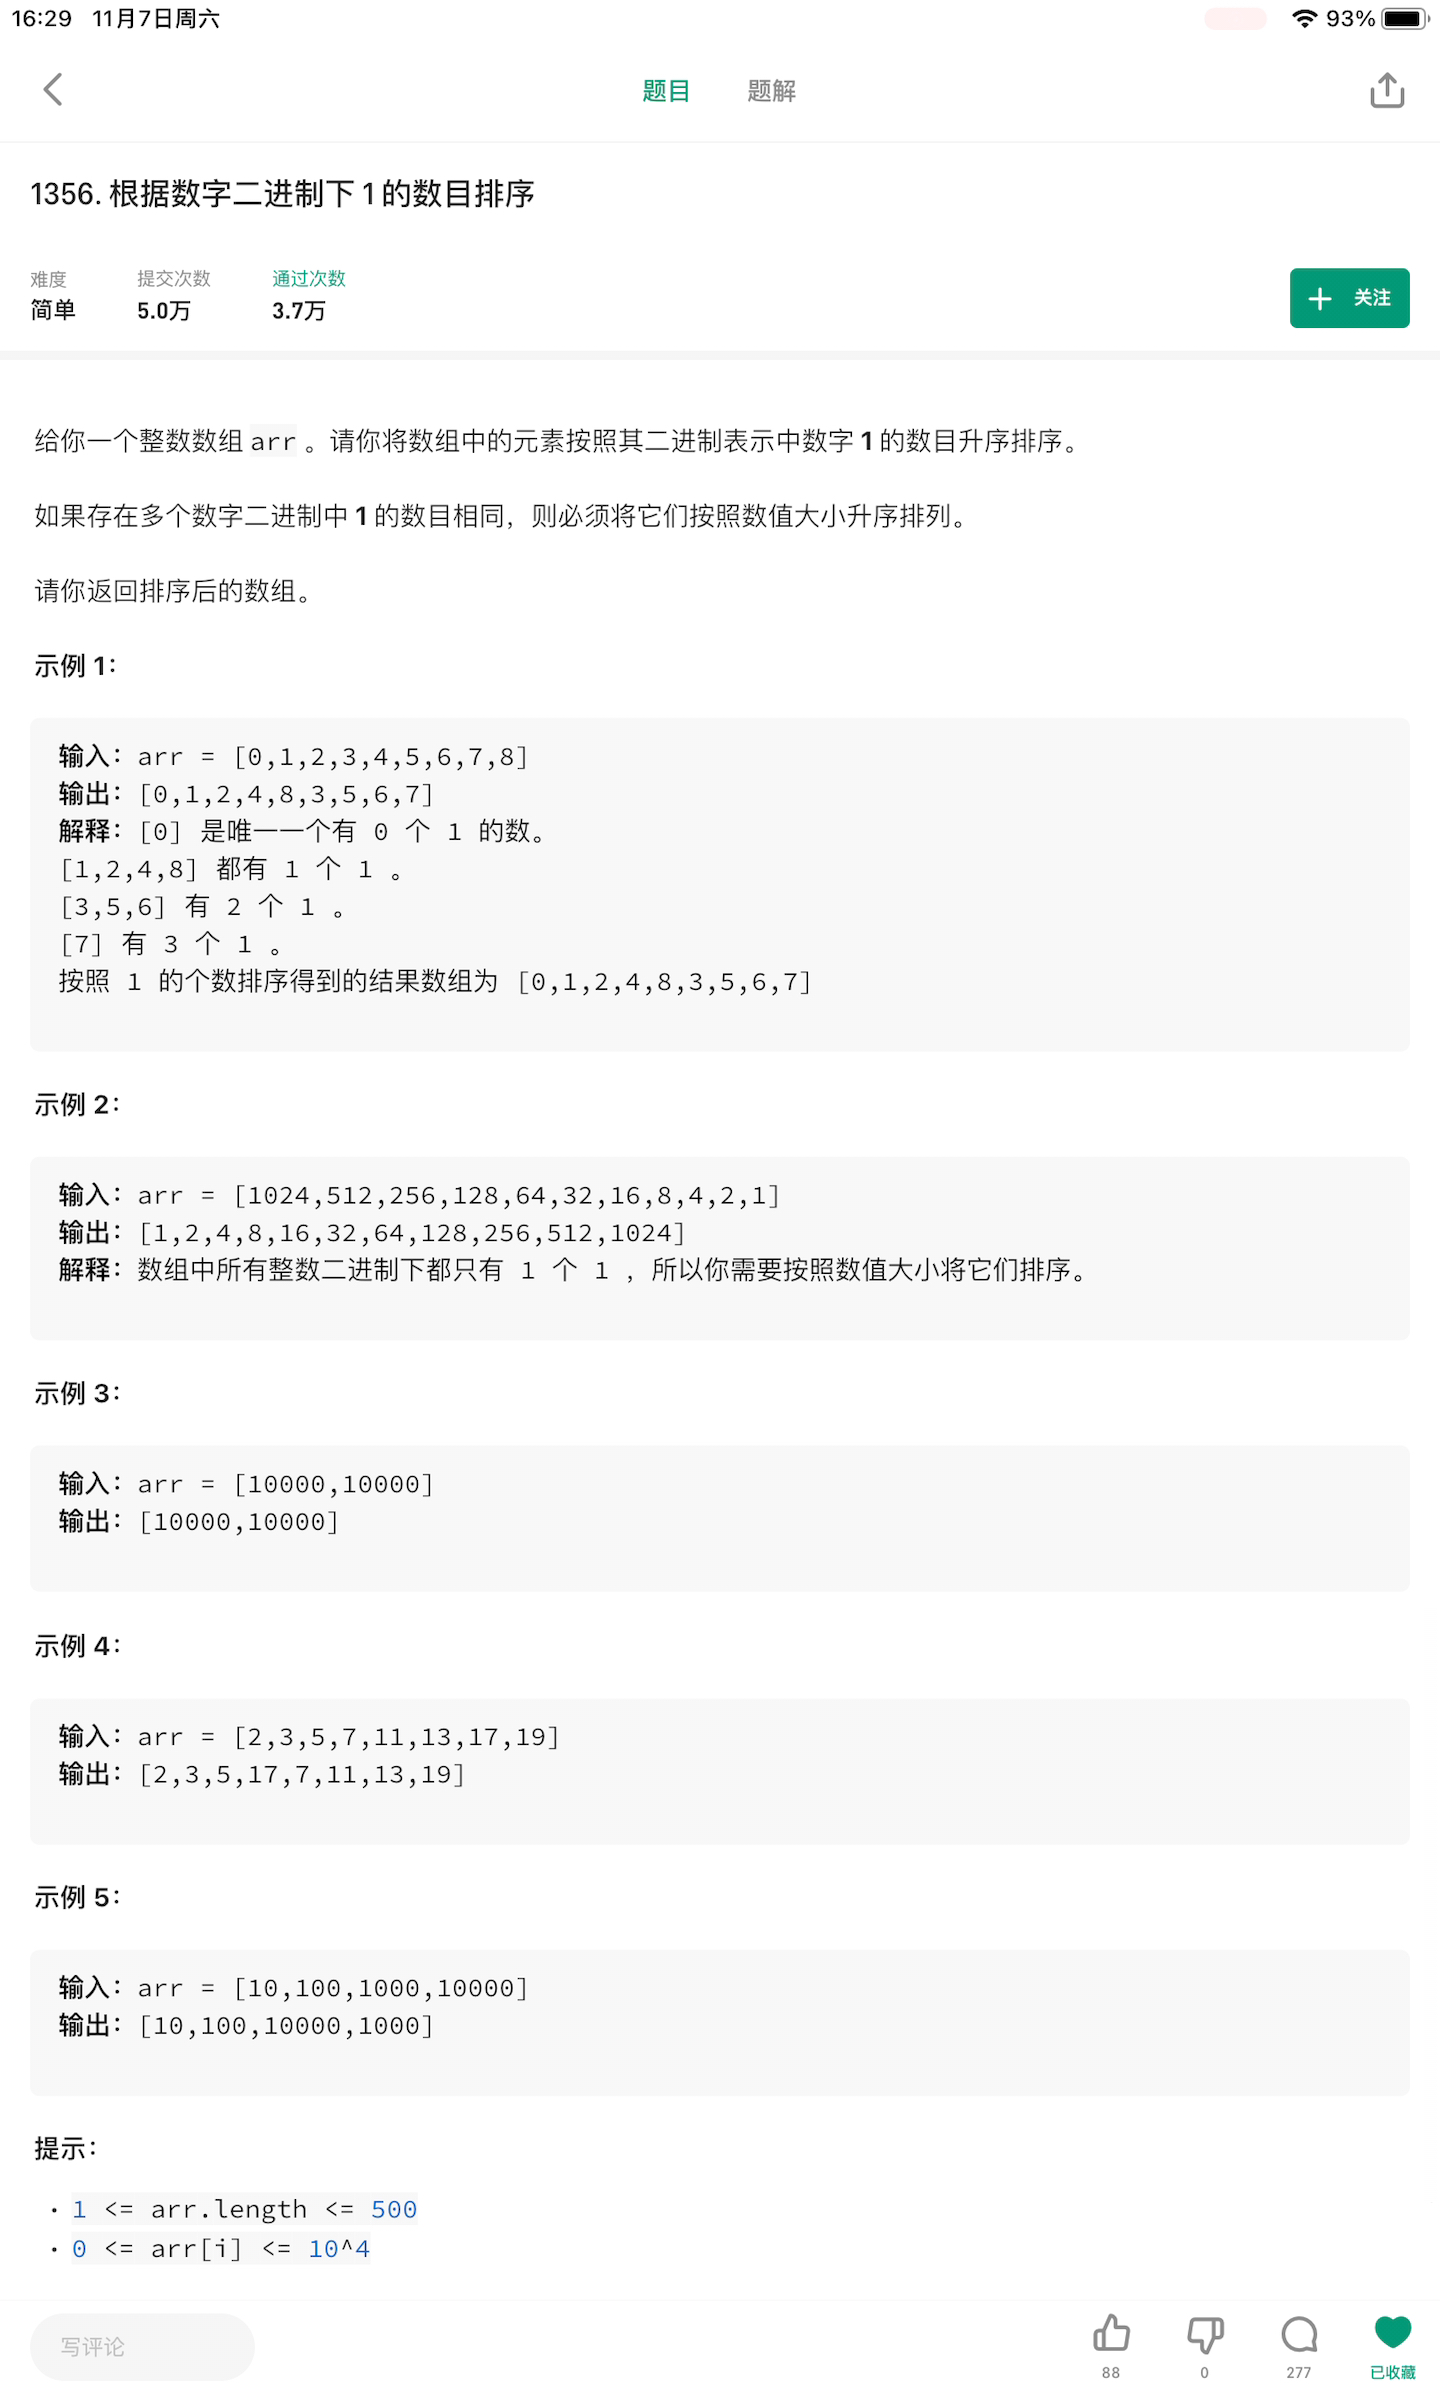 16:29 11月7日周六 93%
题目 题解
1356. 根据数字二进制下 1 的数目排序
难度 提交次数 通过次数
简单 5.0万 3.7万
关注
给你一个整数数组 arr 。请你将数组中的元素按照其二进制表示中数字 1 的数目升序排序。
如果存在多个数字二进制中 1 的数目相同，则必须将它们按照数值大小升序排列。
请你返回排序后的数组。
示例 1：
输入：arr = [0,1,2,3,4,5,6,7,8]
输出：[0,1,2,4,8,3,5,6,7]
解释：[0] 是唯一一个有 0 个 1 的数。
[1,2,4,8] 都有 1 个 1 。
[3,5,6] 有 2 个 1 。
[7] 有 3 个 1 。
按照 1 的个数排序得到的结果数组为 [0,1,2,4,8,3,5,6,7]
示例 2：
输入：arr = [1024,512,256,128,64,32,16,8,4,2,1]
输出：[1,2,4,8,16,32,64,128,256,512,1024]
解释：数组中所有整数二进制下都只有 1 个 1 ，所以你需要按照数值大小将它们排序。
示例 3：
输入：arr = [10000,10000]
输出：[10000,10000]
示例 4：
输入：arr = [2,3,5,7,11,13,17,19]
输出：[2,3,5,17,7,11,13,19]
示例 5：
输入：arr = [10,100,1000,10000]
输出：[10,100,10000,1000]
提示：
· 1 <= arr.length <= 500
· 0 <= arr[i] <= 10^4
写评论
88 0 277 已收藏